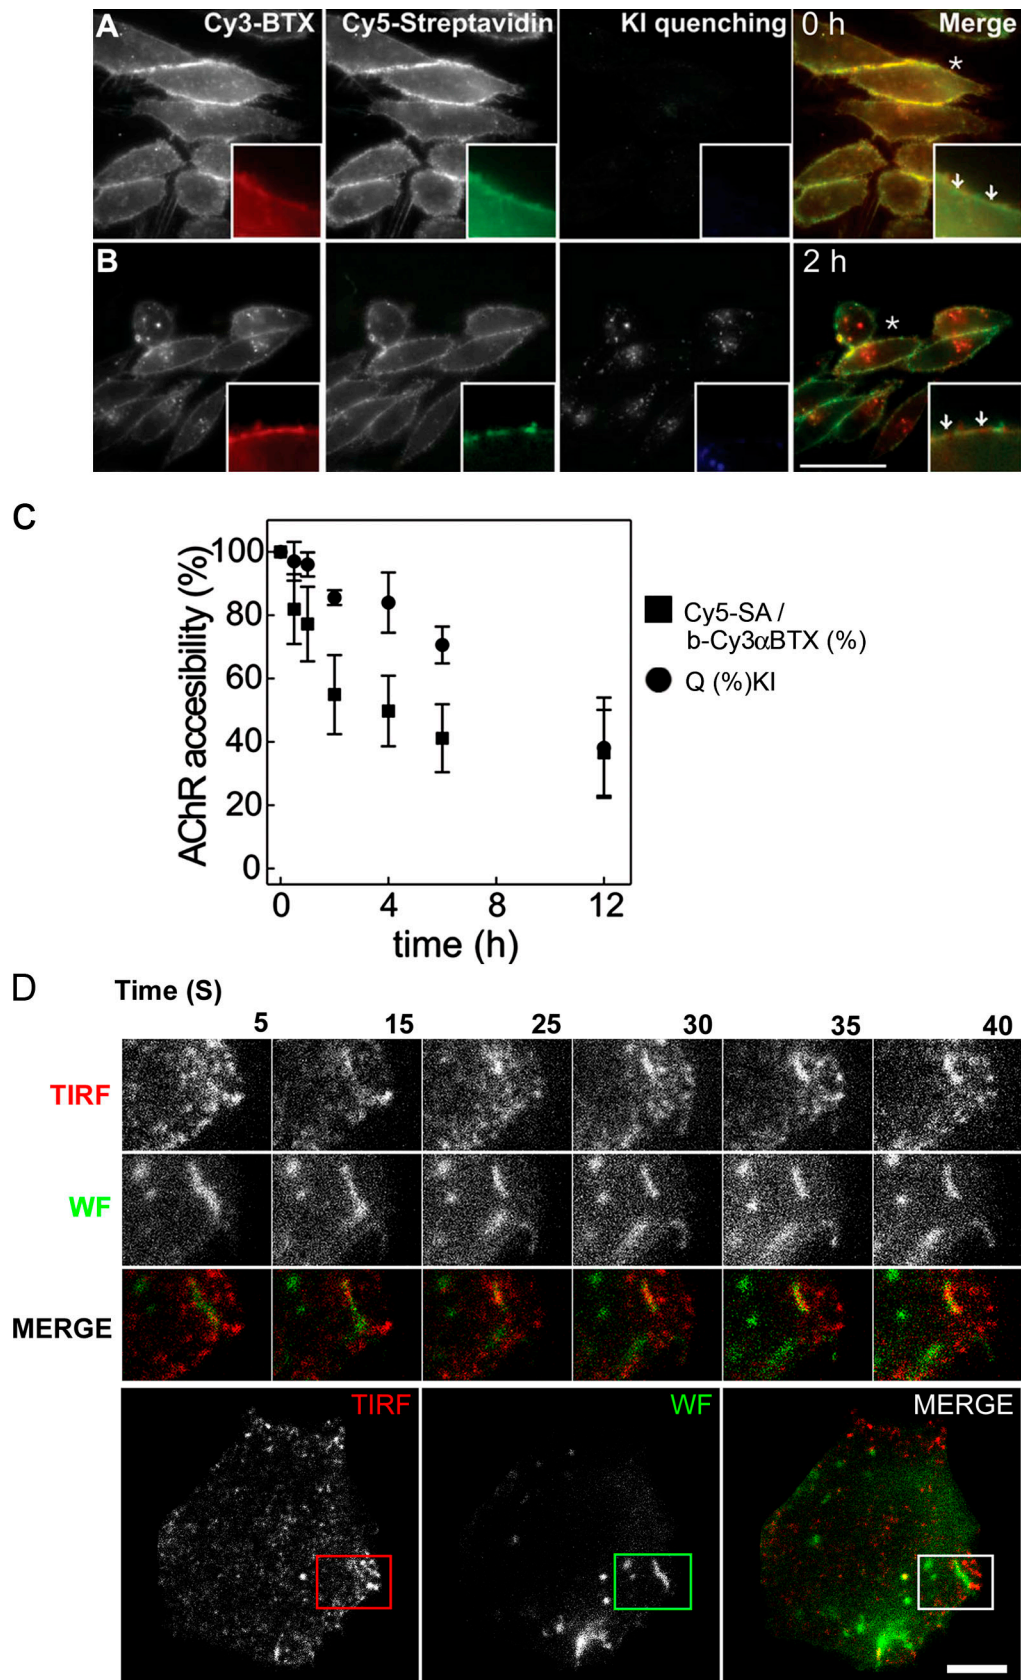 A Cy3-BTX Cy5-Streptavidin KI quenching 0 h Merge
*
B 2 h
*
C
AChR accesibility (%)
100
80
60
40
20
0
0 4 8 12
time (h)
Cy5-SA /
b-Cy3αBTX (%)
Q (%)KI
D Time (S)
5 15 25 30 35 40
TIRF
WF
MERGE
TIRF WF MERGE